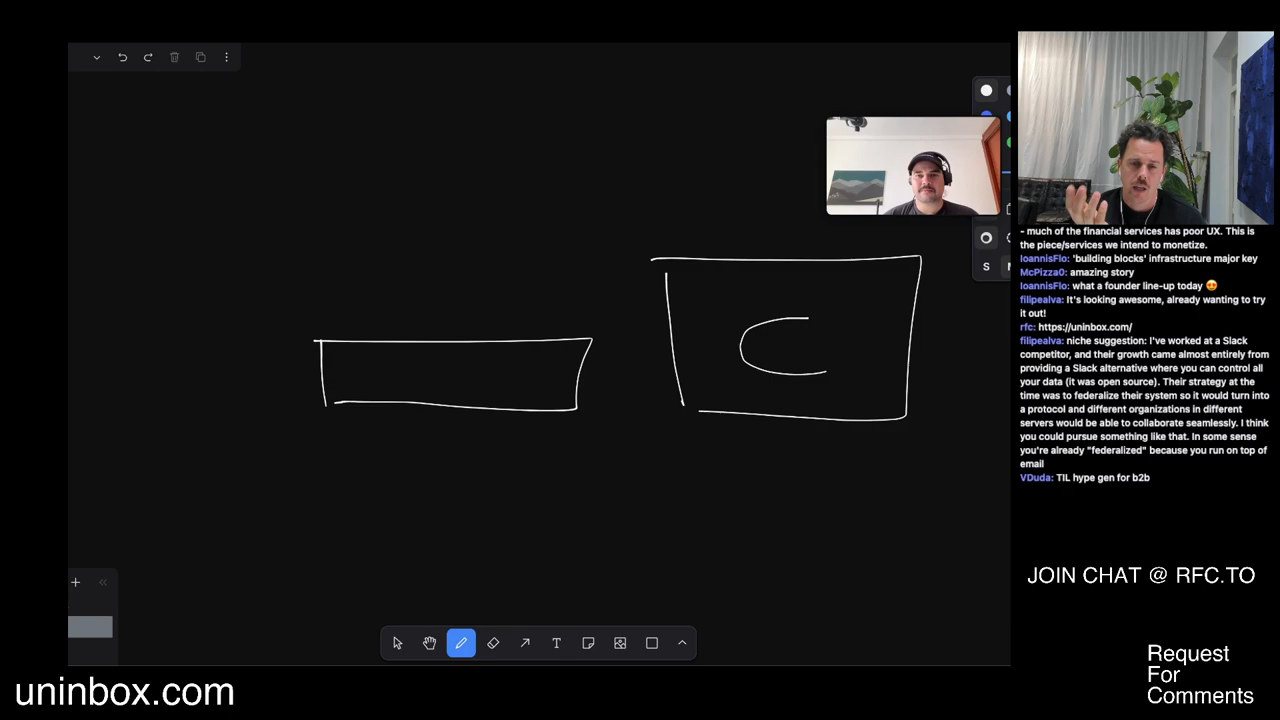 - much of the financial services has poor UX. This is
the piece/services we intend to monetize.
IoannisFlo: 'building blocks' infrastructure major key
McPizza0: amazing story
IoannisFlo: what a founder line-up today 😍
filipealva: It's looking awesome, already wanting to try
it out!
rfc: https://uninbox.com/
filipealva: niche suggestion: I've worked at a Slack
competitor, and their growth came almost entirely from
providing a Slack alternative where you can control all
your data (it was open source). Their strategy at the
time was to federalize their system so it would turn into
a protocol and different organizations in different
servers would be able to collaborate seamlessly. I think
you could pursue something like that. In some sense
you're already "federalized" because you run on top of
email
VDuda: TIL hype gen for b2b
S
C
JOIN CHAT @ RFC.TO
T
uninbox.com
Request
For
Comments